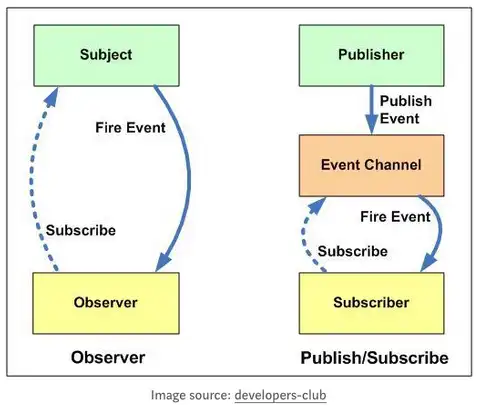 Subject
Fire Event
Subscribe
Observer
Observer
Publisher
Publish
Event
Event Channel
Fire Event
Subscribe
Subscriber
Publish/Subscribe
Image source: developers-club